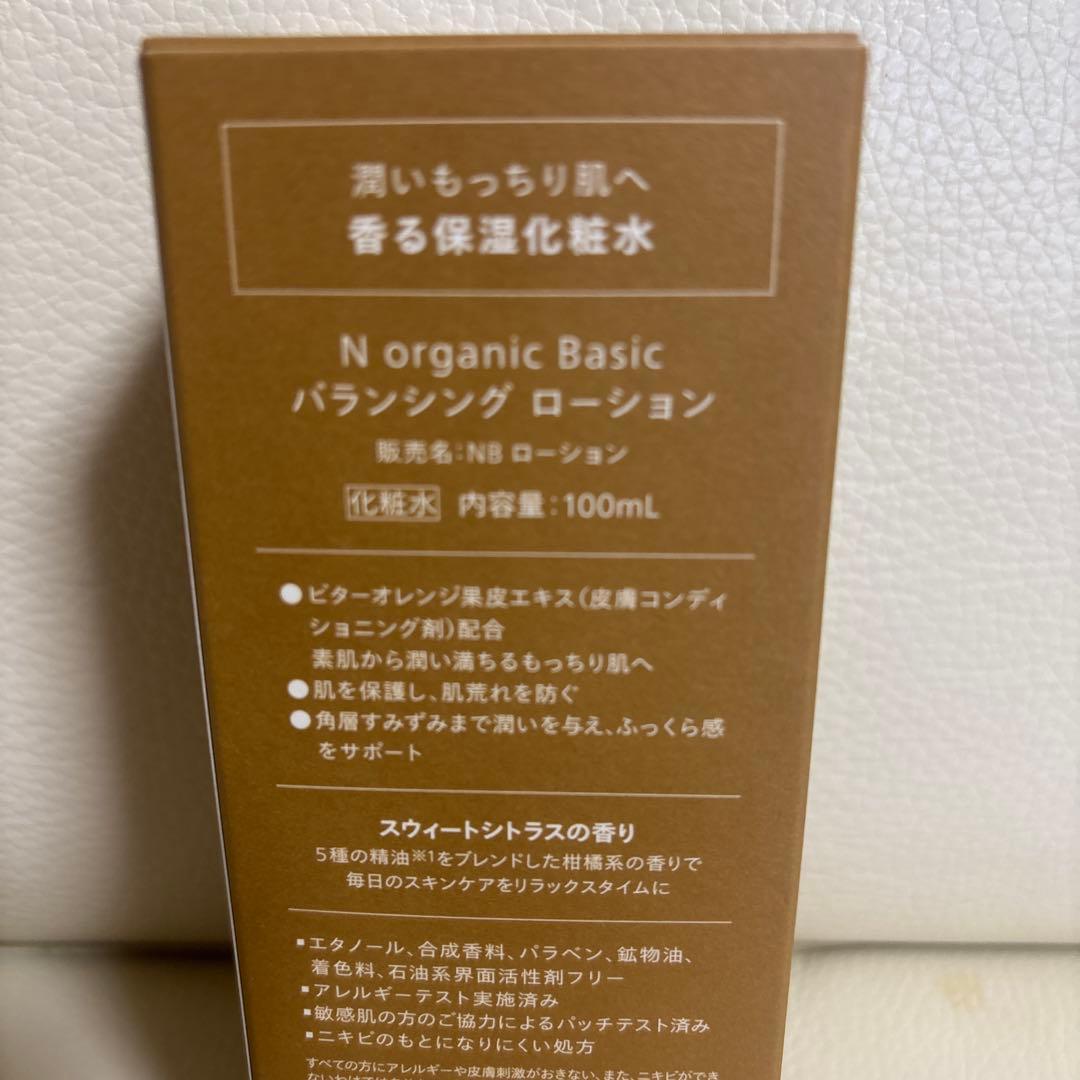 潤いもっちり肌へ
香る保湿化粧水
N organic Basic
バランシング ローション
販売名:NB ローション
化粧水 内容量:100mL
●ビターオレンジ果皮エキス(皮膚コンディ
ショニング剤)配合
素肌から潤い満ちるもっちり肌へ
●肌を保護し、肌荒れを防ぐ
●角層すみずみまで潤いを与え、ふっくら感
をサポート
スウィートシトラスの香り
5種の精油※1をブレンドした柑橘系の香りで
毎日のスキンケアをリラックスタイムに
▪エタノール、合成香料、パラベン、鉱物油、
着色料、石油系界面活性剤フリー
▪アレルギーテスト実施済み
▪敏感肌の方のご協力によるパッチテスト済み
▪ニキビのもとになりにくい処方
すべての方にアレルギーや皮膚刺激がおきない、また、ニキビができ